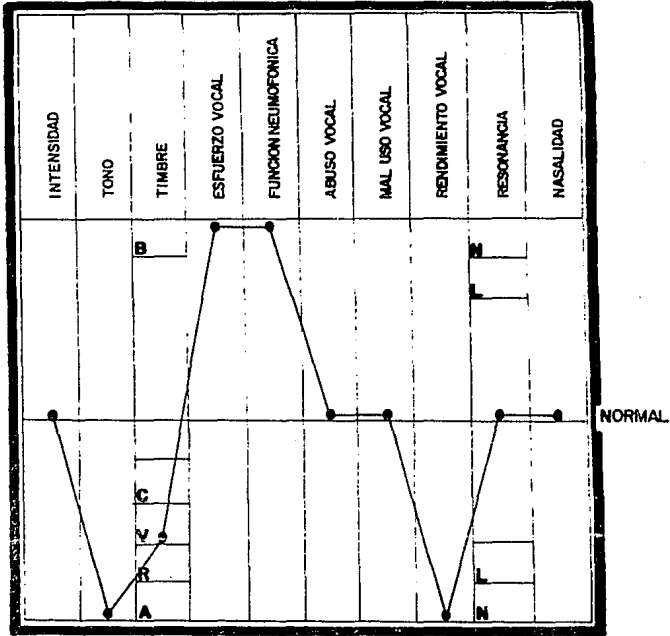 INTENSIDAD
TONO
TIMBRE
ESFUERZO VOCAL
FUNCION NEUMOFONICA
ABUSO VOCAL
MAL USO VOCAL
RENDIMIENTO VOCAL
RESONANCIA
NASALIDAD
B
N
L
NORMAL
C
V
R
L
A
N